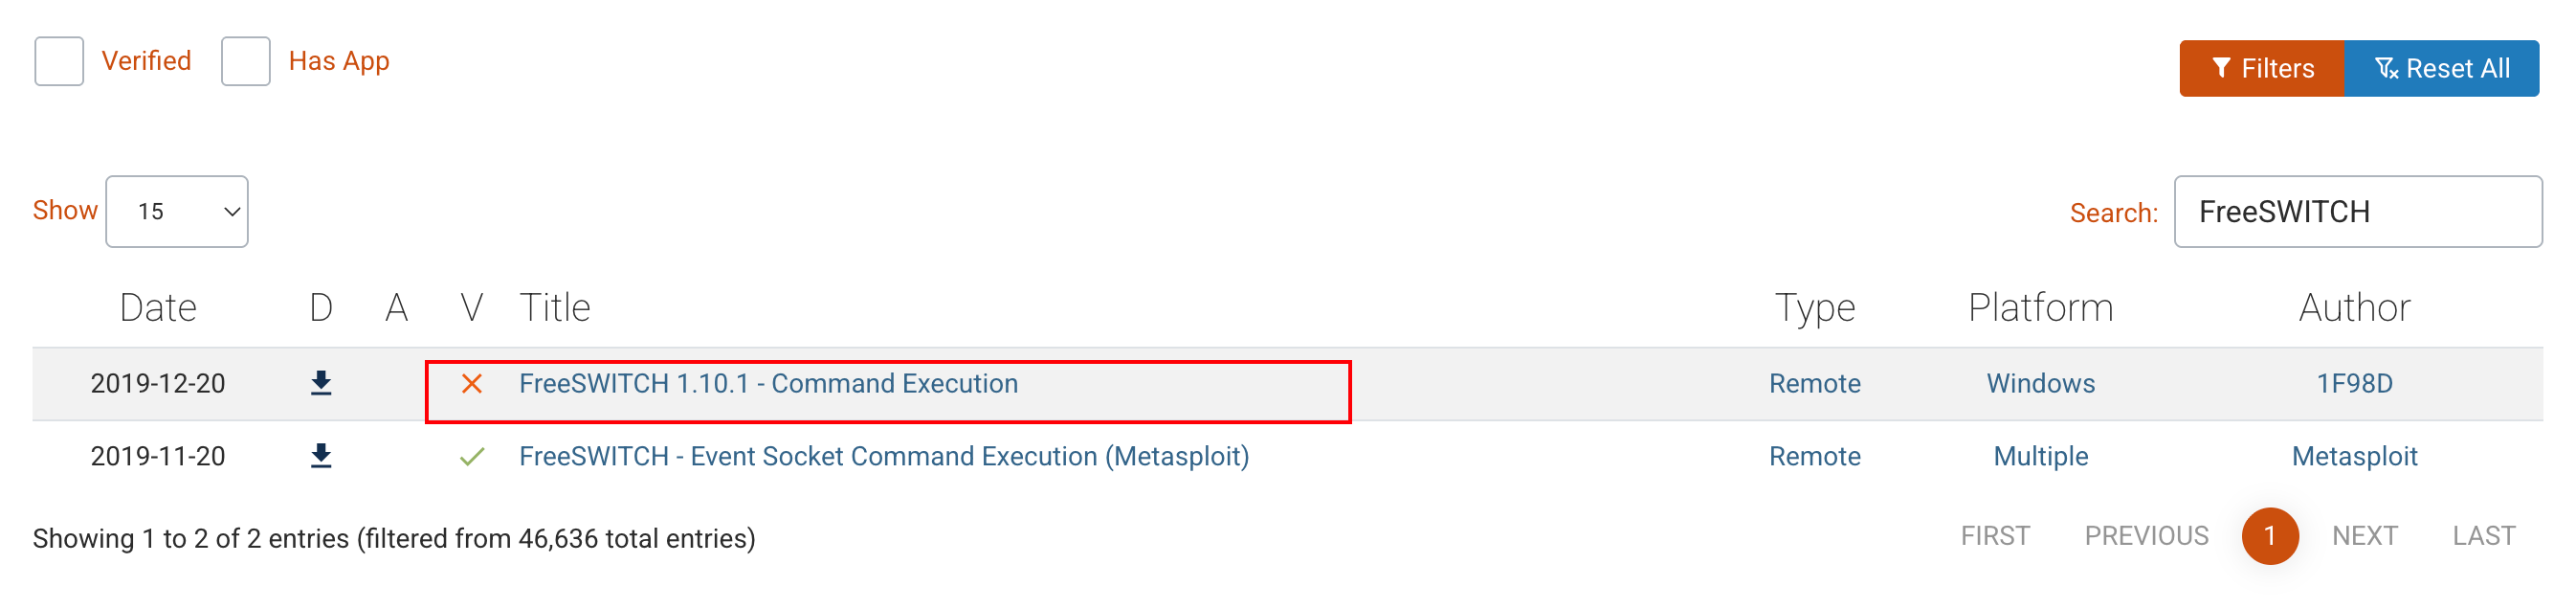 Verified Has App Filters Reset All
Show 15 Search: FreeSWITCH
Date D A V Title Type Platform Author
2019-12-20 FreeSWITCH 1.10.1 - Command Execution Remote Windows 1F98D
2019-11-20 FreeSWITCH - Event Socket Command Execution (Metasploit) Remote Multiple Metasploit
Showing 1 to 2 of 2 entries (filtered from 46,636 total entries) FIRST PREVIOUS 1 NEXT LAST